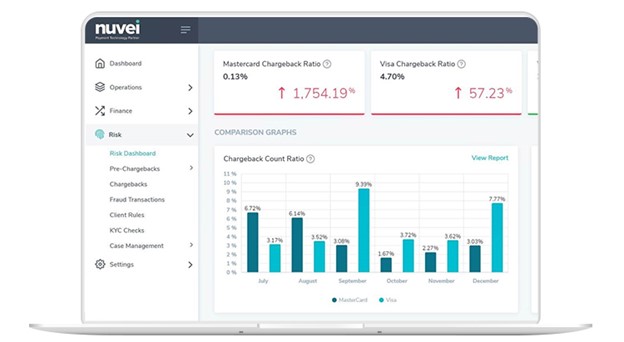 nuvei
Payment Technology Partner
Dashboard
Operations
Finance
Risk
Risk Dashboard
Pre-Chargebacks
Chargebacks
Fraud Transactions
Client Rules
KYC Checks
Case Management
Settings
Mastercard Chargeback Ratio ?
0.13%
↑ 1,754.19%
Visa Chargeback Ratio ?
4.70%
↑ 57.23%
COMPARISON GRAPHS
Chargeback Count Ratio ?
View Report
11 %
10 %
9 %
8 %
7 %
6 %
5 %
4 %
3 %
2 %
1 %
0 %
6.72% 3.17% 6.14% 3.52% 3.08% 9.39% 1.67% 3.72% 2.27% 3.62% 3.03% 7.77%
July August September October November December
MasterCard Visa